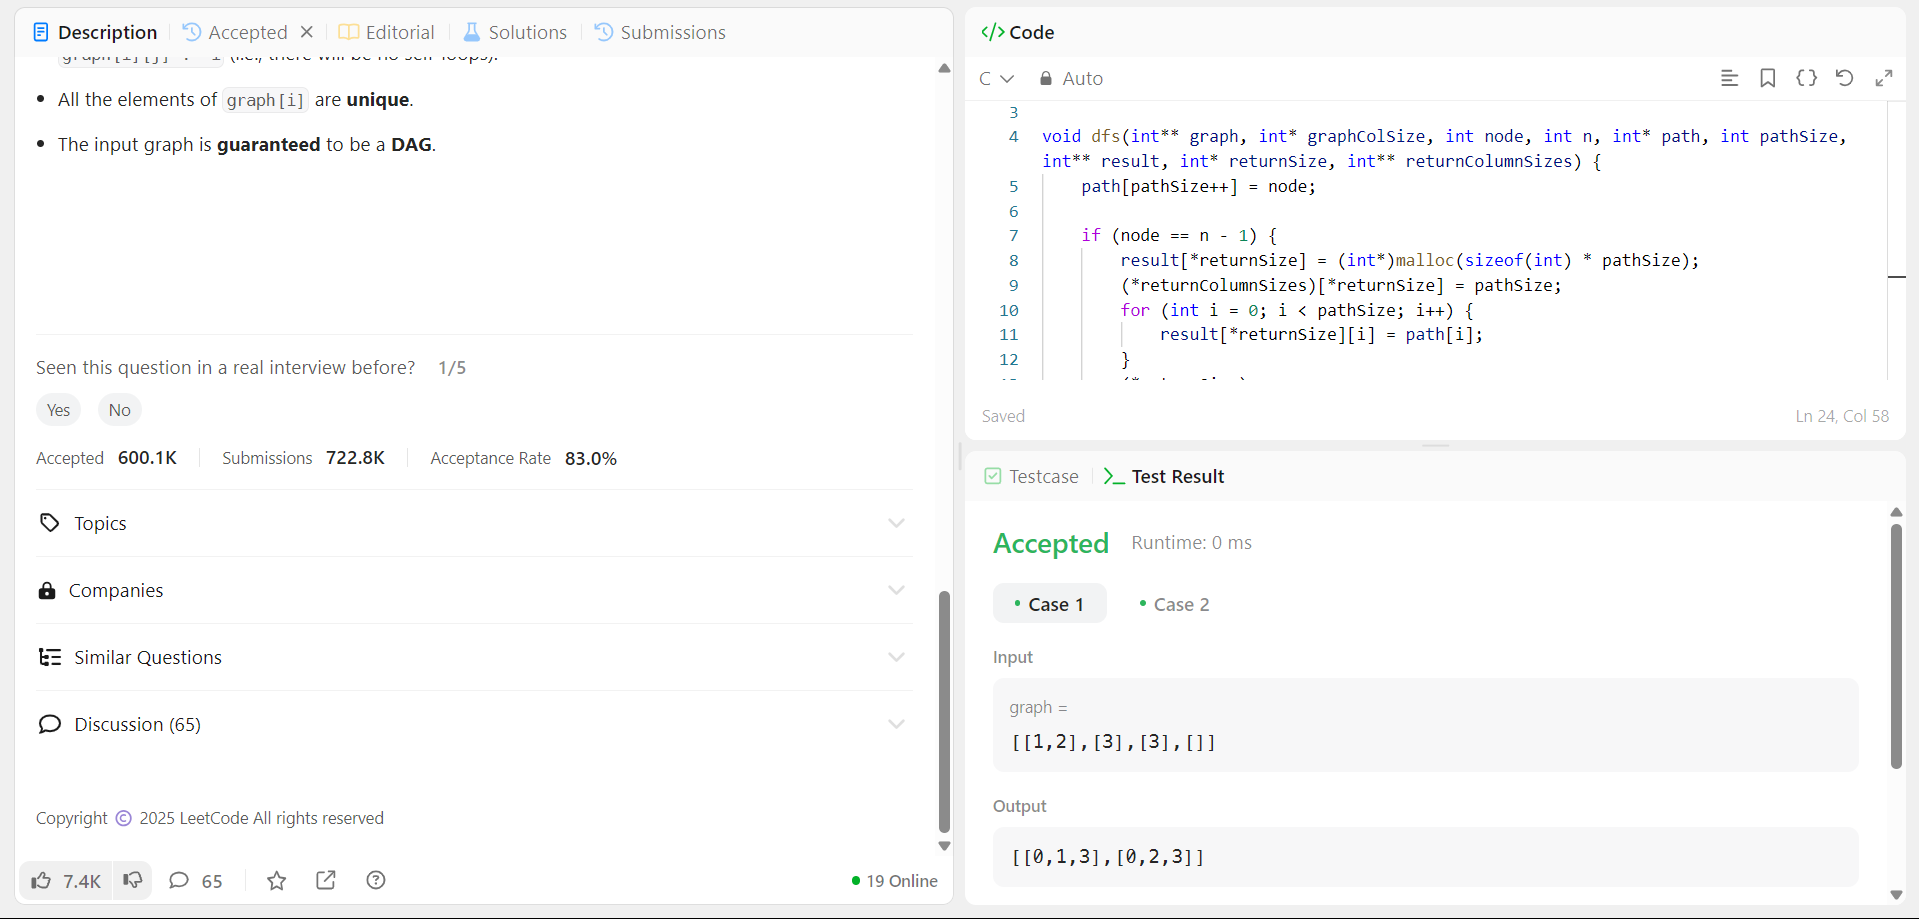 Description
Accepted
Editorial
Solutions
Submissions
All the elements of graph[i] are unique.
The input graph is guaranteed to be a DAG.
Seen this question in a real interview before? 1/5
Yes
No
Accepted 600.1K
Submissions 722.8K
Acceptance Rate 83.0%
Topics
Companies
Similar Questions
Discussion (65)
Copyright © 2025 LeetCode All rights reserved
7.4K
65
19 Online
</> Code
C
Auto
3
4 void dfs(int** graph, int* graphColSize, int node, int n, int* path, int pathSize,
int** result, int* returnSize, int** returnColumnSizes) {
5 path[pathSize++] = node;
6
7 if (node == n - 1) {
8 result[*returnSize] = (int*)malloc(sizeof(int) * pathSize);
9 (*returnColumnSizes)[*returnSize] = pathSize;
10 for (int i = 0; i < pathSize; i++) {
11 result[*returnSize][i] = path[i];
12 }
Saved
Ln 24, Col 58
Testcase
Test Result
Accepted
Runtime: 0 ms
Case 1
Case 2
Input
graph =
[[1,2],[3],[3],[]]
Output
[[0,1,3],[0,2,3]]